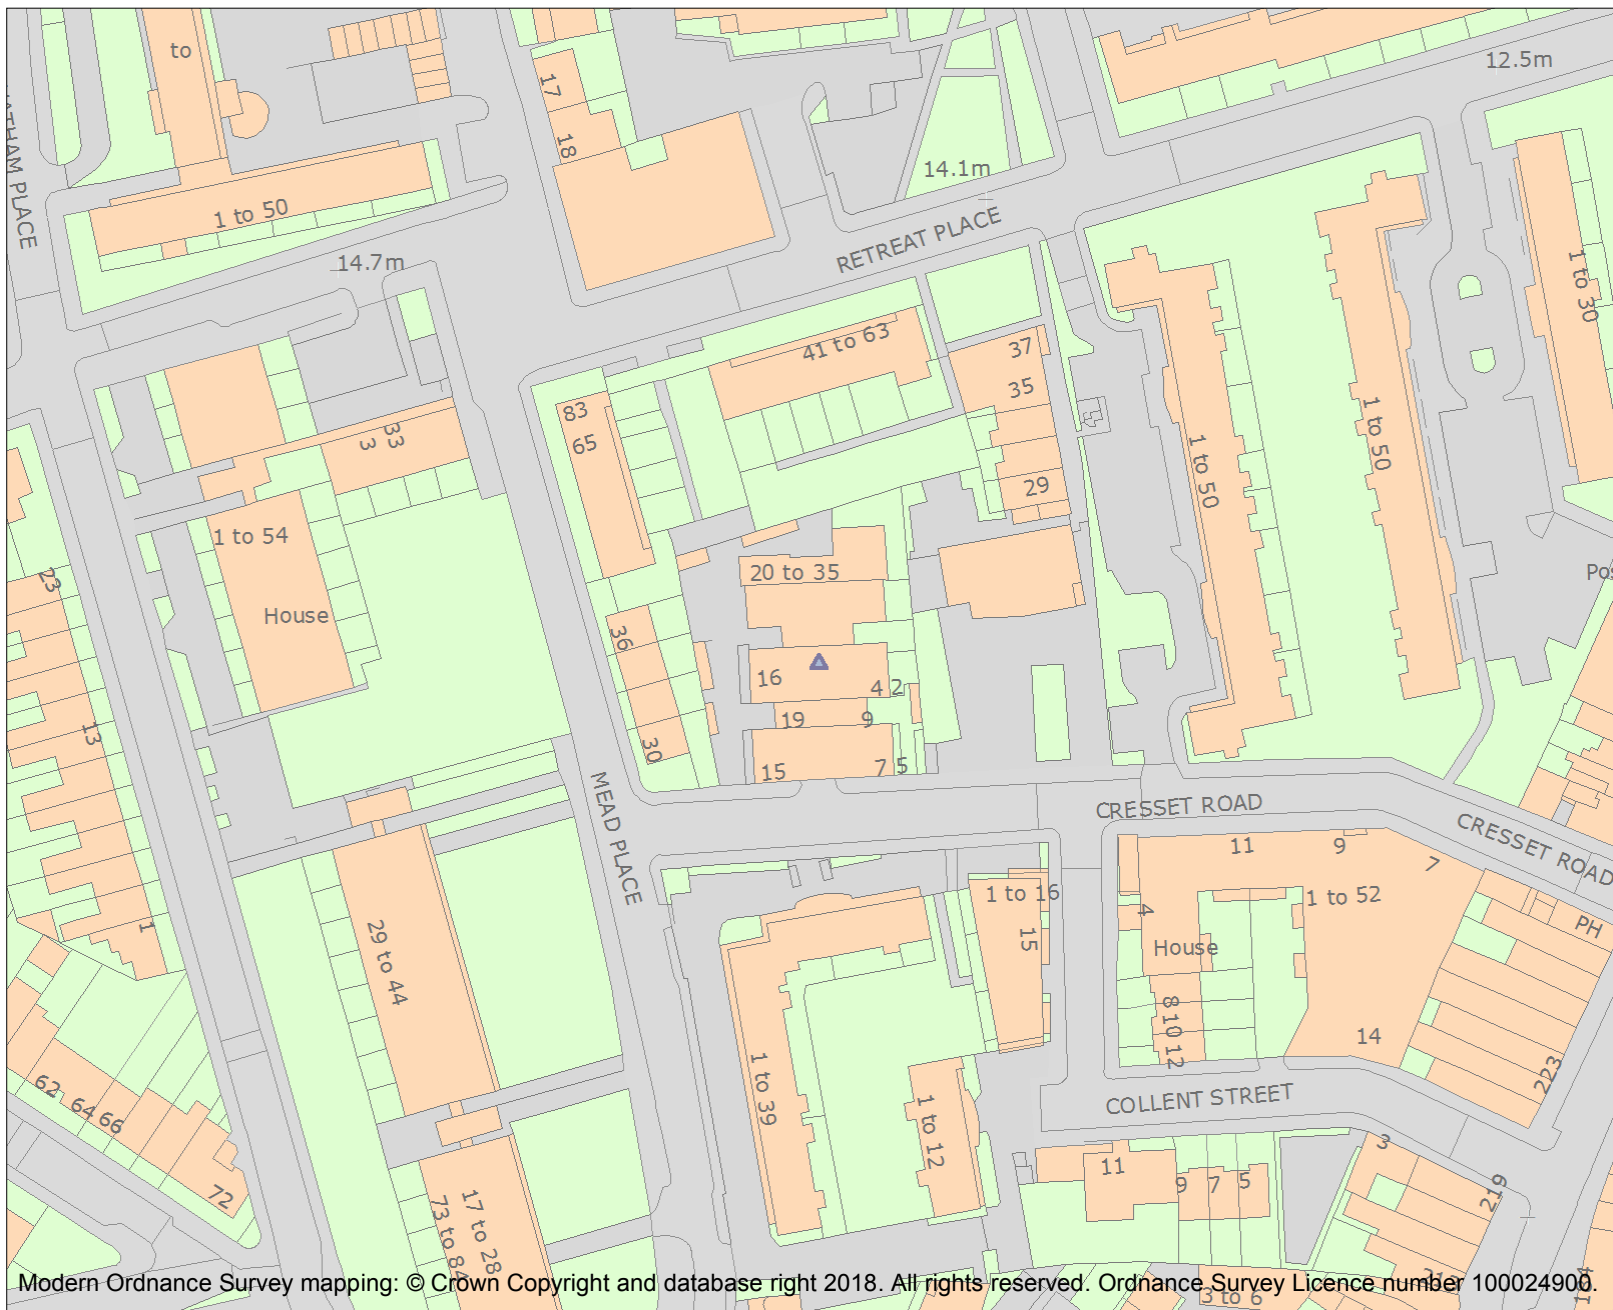 to
17
18
12.5m
14.1m
1 to 50
14.7m
RETREAT PLACE
1 to 30
41 to 63
37
35
83
65
3
33
1 to 50
1 to 50
29
1 to 54
House
20 to 35
23
36
16
4 2
19
9
13
30
15
7 5
MEAD PLACE
CRESSET ROAD
CRESSET ROAD
11
9
7
1 to 16
1 to 52
4
15
House
PH
1
29 to 44
8 10 12
14
223
62
64 66
1 to 39
1 to 12
COLLENT STREET
3
11
9
7
5
219
72
73 to 84
17 to 28
3 to 6
Modern Ordnance Survey mapping: © Crown Copyright and database right 2018. All rights reserved. Ordnance Survey Licence number 100024900.